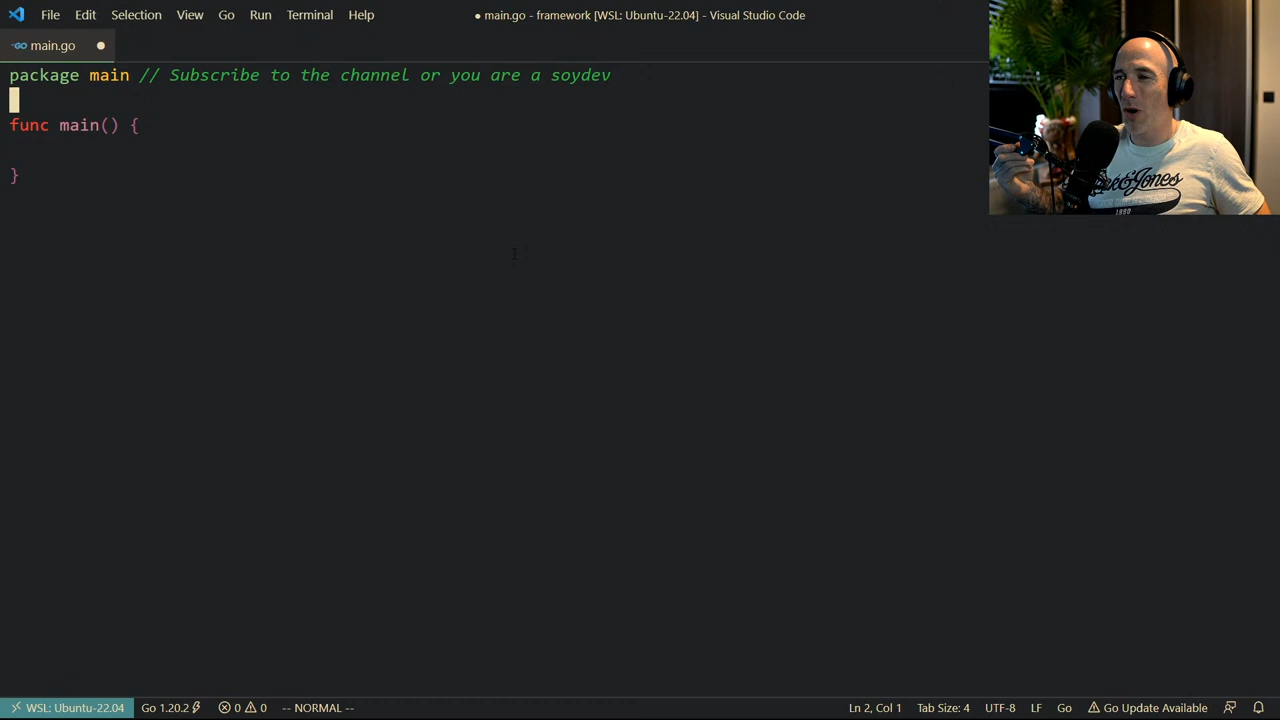 File Edit Selection View Go Run Terminal Help
● main.go - framework [WSL: Ubuntu-22.04] - Visual Studio Code
main.go
package main // Subscribe to the channel or you are a soydev
func main() {
}
&Jones
1880
WSL: Ubuntu-22.04 Go 1.20.2 0 0 -- NORMAL --
Ln 2, Col 1 Tab Size: 4 UTF-8 LF Go Go Update Available